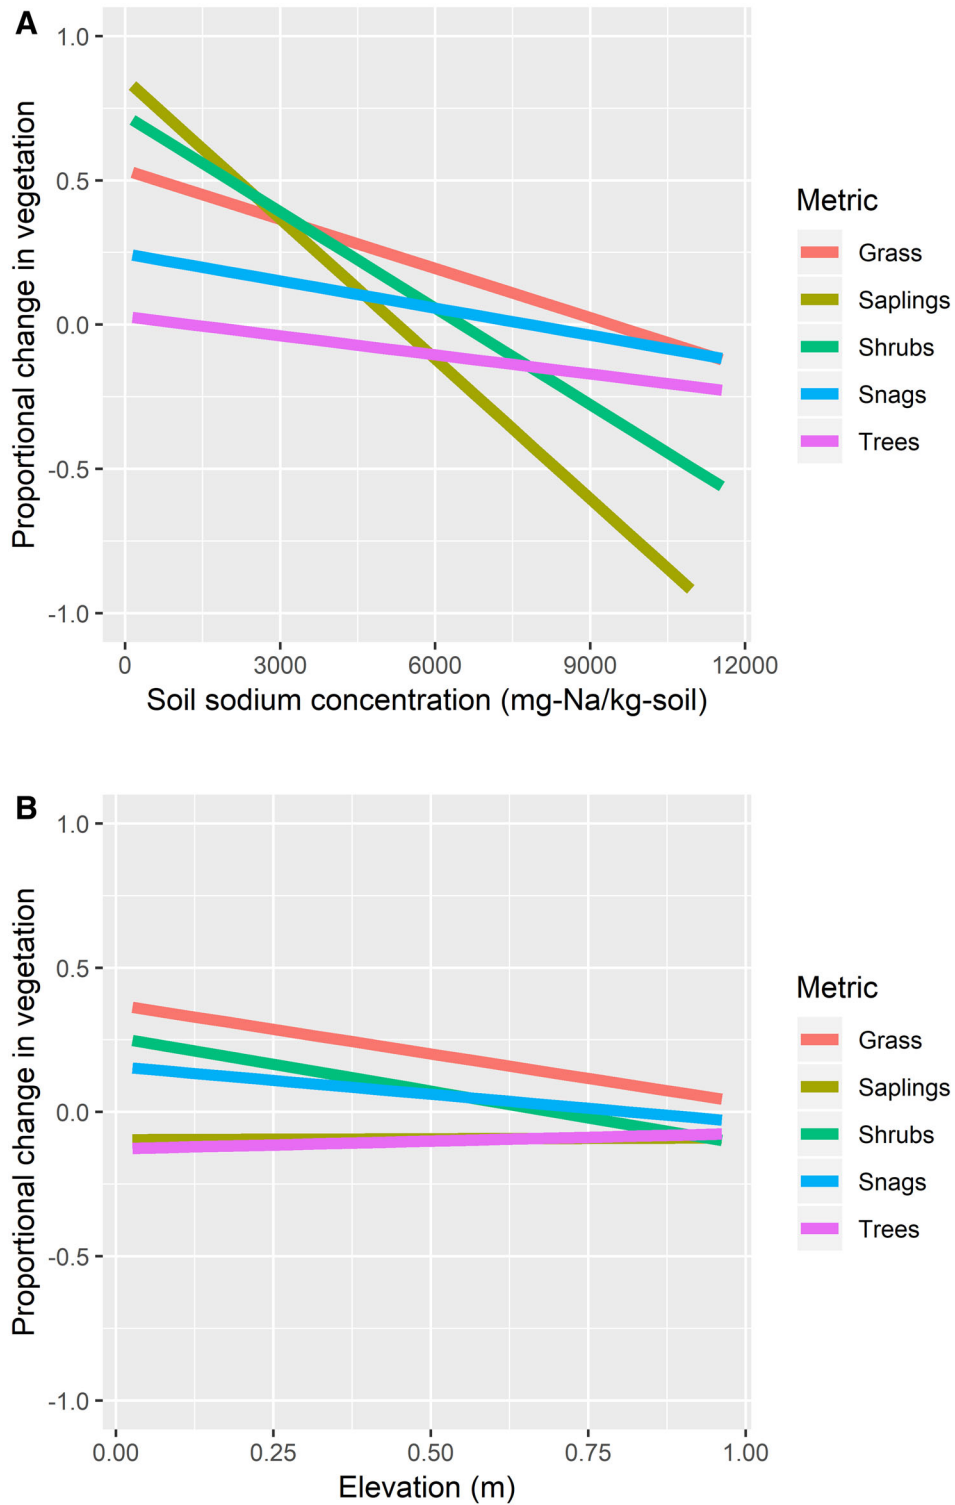 A
Proportional change in vegetation
1.0
0.5
0.0
-0.5
-1.0
0 3000 6000 9000 12000
Soil sodium concentration (mg-Na/kg-soil)
Metric
Grass
Saplings
Shrubs
Snags
Trees
B
Proportional change in vegetation
1.0
0.5
0.0
-0.5
-1.0
0.00 0.25 0.50 0.75 1.00
Elevation (m)
Metric
Grass
Saplings
Shrubs
Snags
Trees